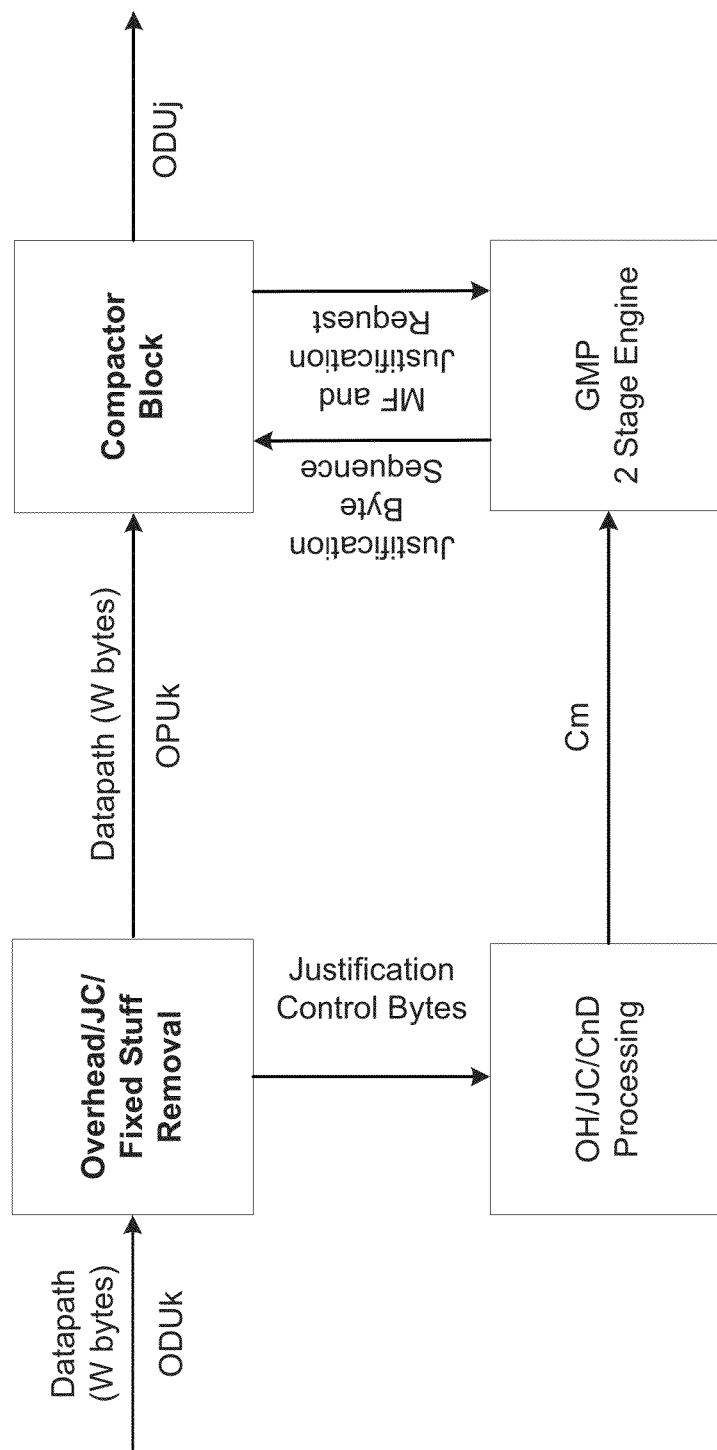 Datapath
(W bytes)
ODUk
Overhead/JC/
Fixed Stuff
Removal
Datapath (W bytes)
OPUk
Compactor
Block
ODUj
Justification
Control Bytes
Justification
Byte
Sequence
MF and
Justification
Request
OH/JC/CnD
Processing
Cm
GMP
2 Stage Engine